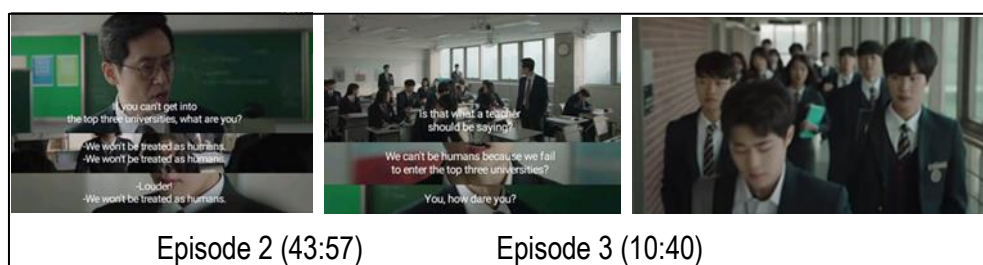 If you can't get into
the top three universities, what are you?
-We won't be treated as humans.
-We won't be treated as humans.
-Louder!
-We won't be treated as humans.
Is that what a teacher
should be saying?
We can't be humans because we fail
to enter the top three universities?
You, how dare you?
Episode 2 (43:57)
Episode 3 (10:40)